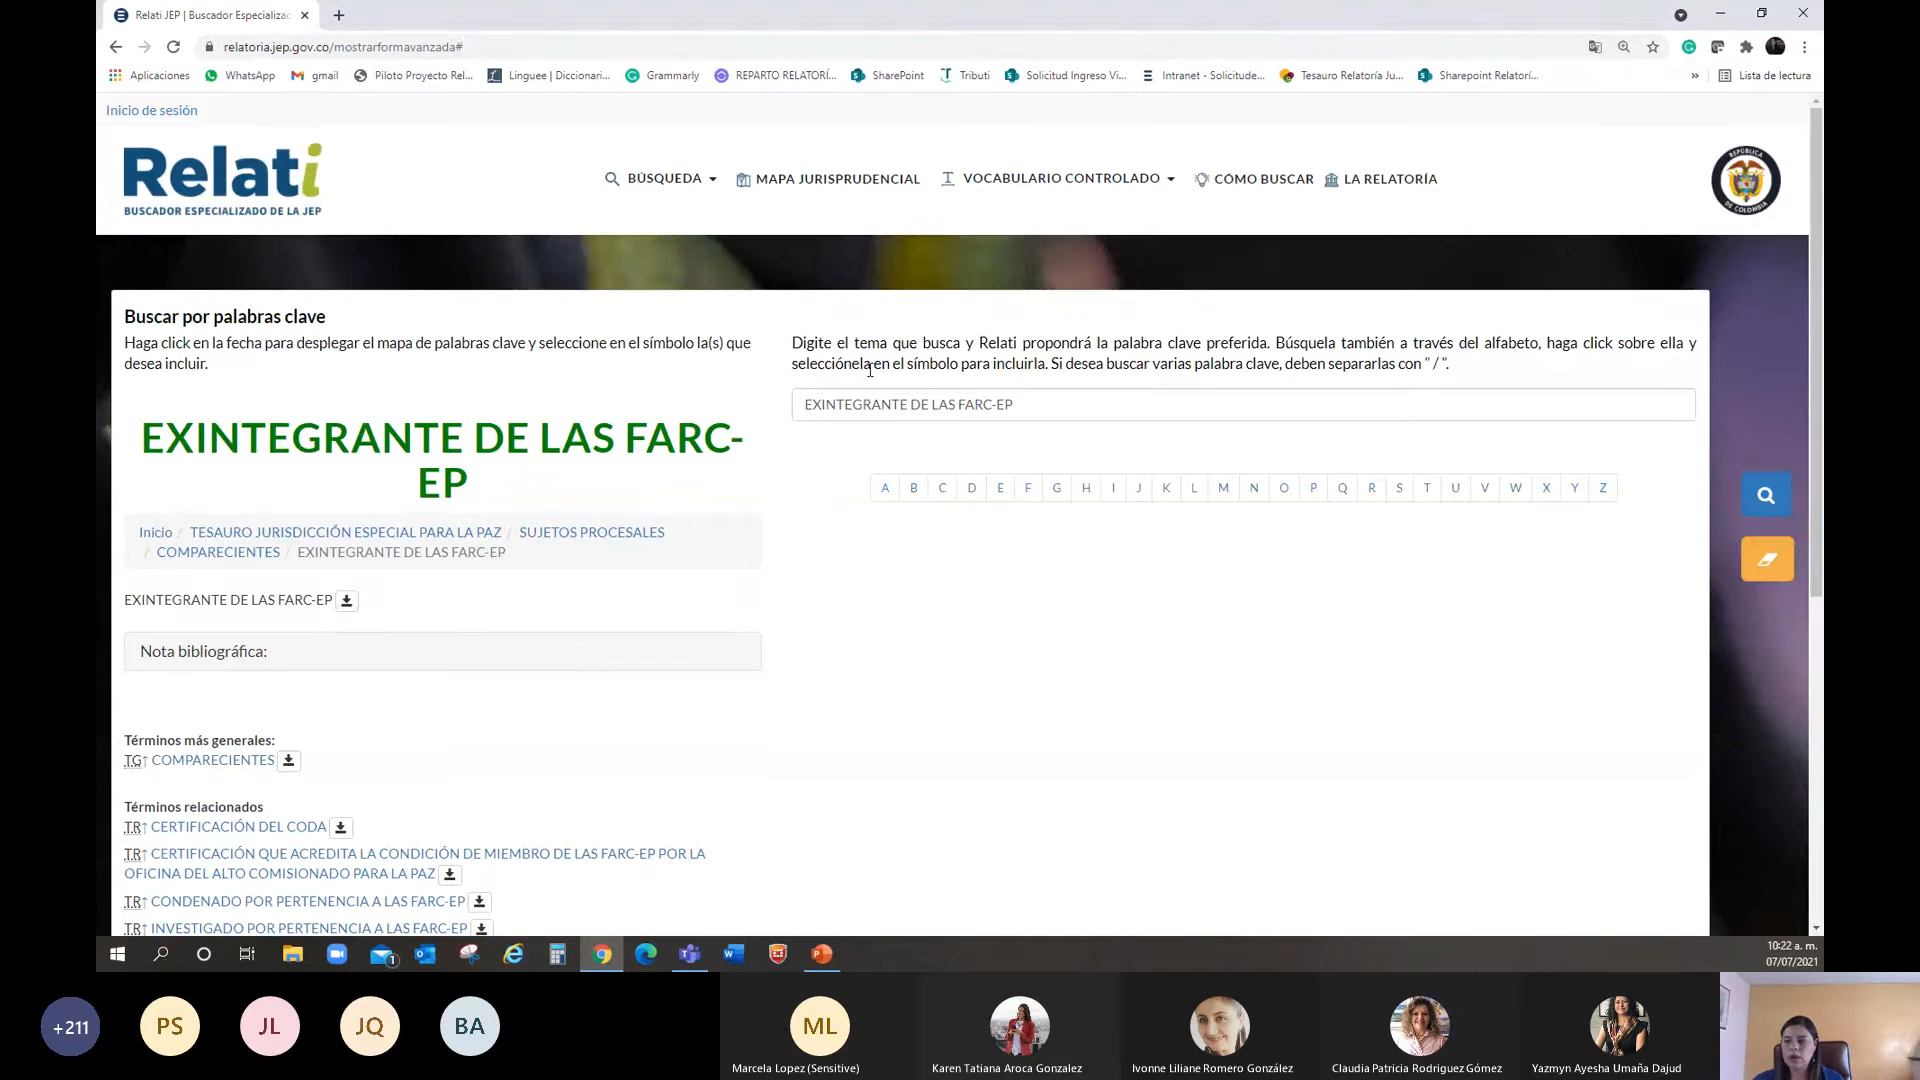 Relati JEP | Buscador Especializad
relatoria.jep.gov.co/mostrarformavanzada#
Aplicaciones WhatsApp gmail Piloto Proyecto Rel... Linguee | Diccionari... Grammarly REPARTO RELATORÍ... SharePoint Tributi Solicitud Ingreso Vi... Intranet - Solicitude... Tesauro Relatoría Ju... Sharepoint Relatorí... » Lista de lectura
Inicio de sesión
Relati
BUSCADOR ESPECIALIZADO DE LA JEP
BÚSQUEDA MAPA JURISPRUDENCIAL VOCABULARIO CONTROLADO CÓMO BUSCAR LA RELATORÍA
REPÚBLICA
DE COLOMBIA
Buscar por palabras clave
Haga click en la fecha para desplegar el mapa de palabras clave y seleccione en el símbolo la(s) que
desea incluir.
Digite el tema que busca y Relati propondrá la palabra clave preferida. Búsquela también a través del alfabeto, haga click sobre ella y
selecciónela en el símbolo para incluirla. Si desea buscar varias palabra clave, deben separarlas con " / ".
EXINTEGRANTE DE LAS FARC-EP
A B C D E F G H I J K L M N O P Q R S T U V W X Y Z
EXINTEGRANTE DE LAS FARC-
EP
Inicio / TESAURO JURISDICCIÓN ESPECIAL PARA LA PAZ / SUJETOS PROCESALES
/ COMPARECIENTES / EXINTEGRANTE DE LAS FARC-EP
EXINTEGRANTE DE LAS FARC-EP
Nota bibliográfica:
Términos más generales:
TG↑ COMPARECIENTES
Términos relacionados
TR↑ CERTIFICACIÓN DEL CODA
TR↑ CERTIFICACIÓN QUE ACREDITA LA CONDICIÓN DE MIEMBRO DE LAS FARC-EP POR LA
OFICINA DEL ALTO COMISIONADO PARA LA PAZ
TR↑ CONDENADO POR PERTENENCIA A LAS FARC-EP
TR↑ INVESTIGADO POR PERTENENCIA A LAS FARC-EP
1
10:22 a. m.
07/07/2021
+211 PS JL JQ BA ML
Marcela Lopez (Sensitive) Karen Tatiana Aroca Gonzalez Ivonne Liliane Romero González Claudia Patricia Rodriguez Gómez Yazmyn Ayesha Umaña Dajud